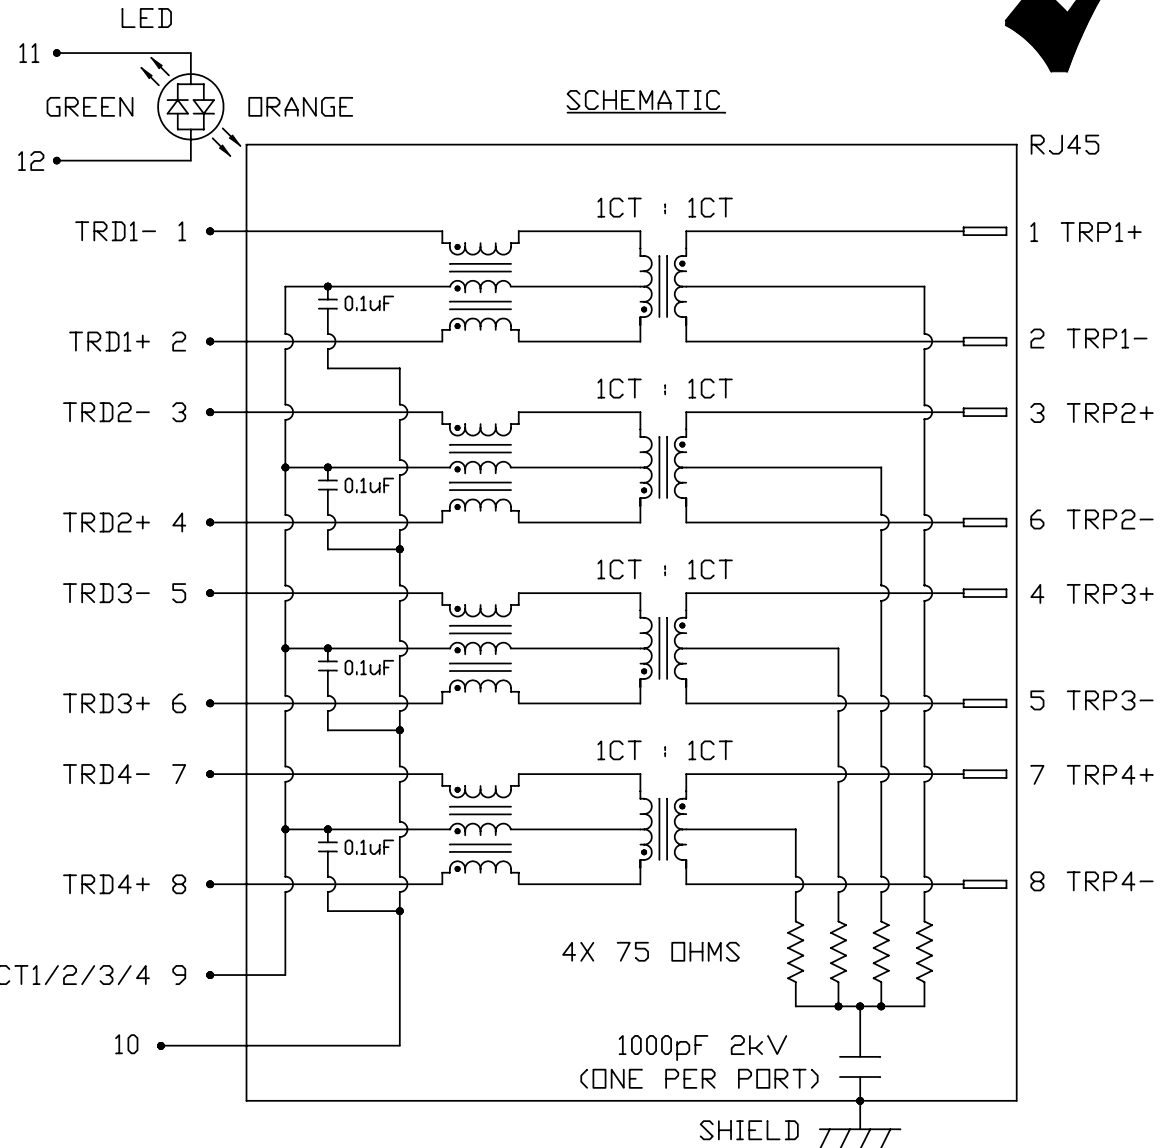 LED
11
GREEN ORANGE
SCHEMATIC
12
RJ45
1CT : 1CT
TRD1- 1
1 TRP1+
0.1uF
TRD1+ 2
2 TRP1-
1CT : 1CT
TRD2- 3
3 TRP2+
0.1uF
TRD2+ 4
6 TRP2-
1CT : 1CT
TRD3- 5
4 TRP3+
0.1uF
TRD3+ 6
5 TRP3-
1CT : 1CT
TRD4- 7
7 TRP4+
0.1uF
TRD4+ 8
8 TRP4-
4X 75 OHMS
CT1/2/3/4 9
10
1000pF 2kV
(ONE PER PORT)
SHIELD